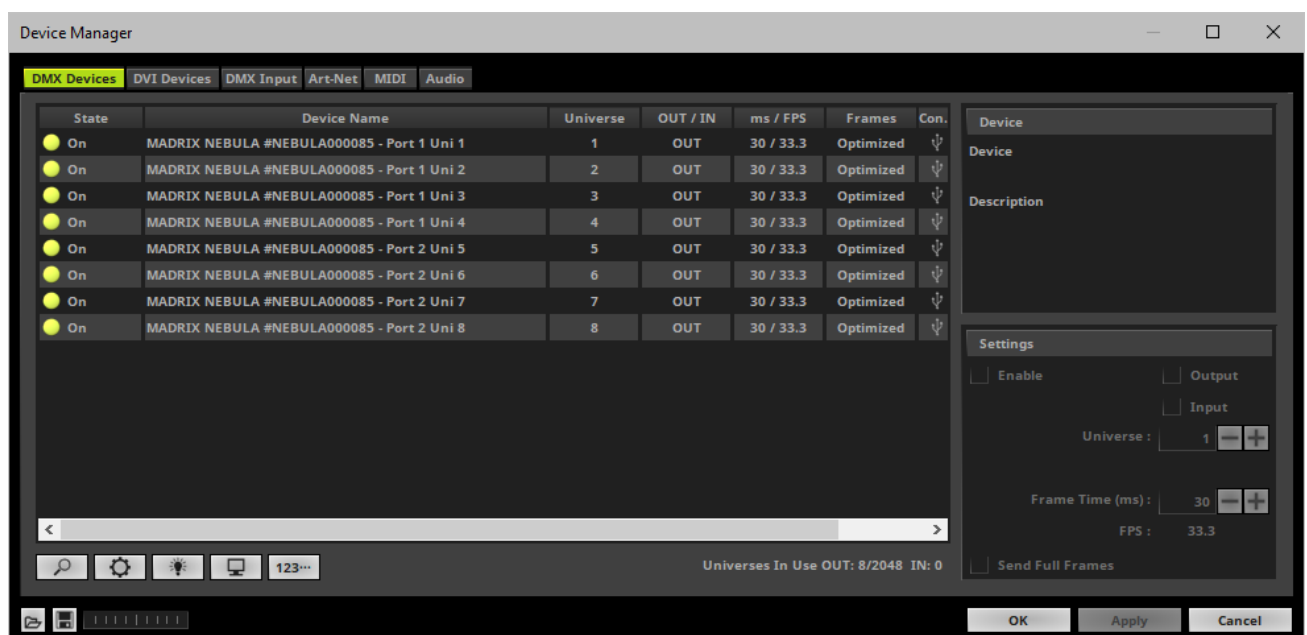 Device Manager
DMX Devices DVI Devices DMX Input Art-Net MIDI Audio
State Device Name Universe OUT / IN ms / FPS Frames Con.
On MADRIX NEBULA #NEBULA000085 - Port 1 Uni 1 1 OUT 30 / 33.3 Optimized
On MADRIX NEBULA #NEBULA000085 - Port 1 Uni 2 2 OUT 30 / 33.3 Optimized
On MADRIX NEBULA #NEBULA000085 - Port 1 Uni 3 3 OUT 30 / 33.3 Optimized
On MADRIX NEBULA #NEBULA000085 - Port 1 Uni 4 4 OUT 30 / 33.3 Optimized
On MADRIX NEBULA #NEBULA000085 - Port 2 Uni 5 5 OUT 30 / 33.3 Optimized
On MADRIX NEBULA #NEBULA000085 - Port 2 Uni 6 6 OUT 30 / 33.3 Optimized
On MADRIX NEBULA #NEBULA000085 - Port 2 Uni 7 7 OUT 30 / 33.3 Optimized
On MADRIX NEBULA #NEBULA000085 - Port 2 Uni 8 8 OUT 30 / 33.3 Optimized
123...
Universes In Use OUT: 8/2048 IN: 0
Device
Device
Description
Settings
Enable Output
Input
Universe : 1
Frame Time (ms) : 30
FPS : 33.3
Send Full Frames
OK Apply Cancel